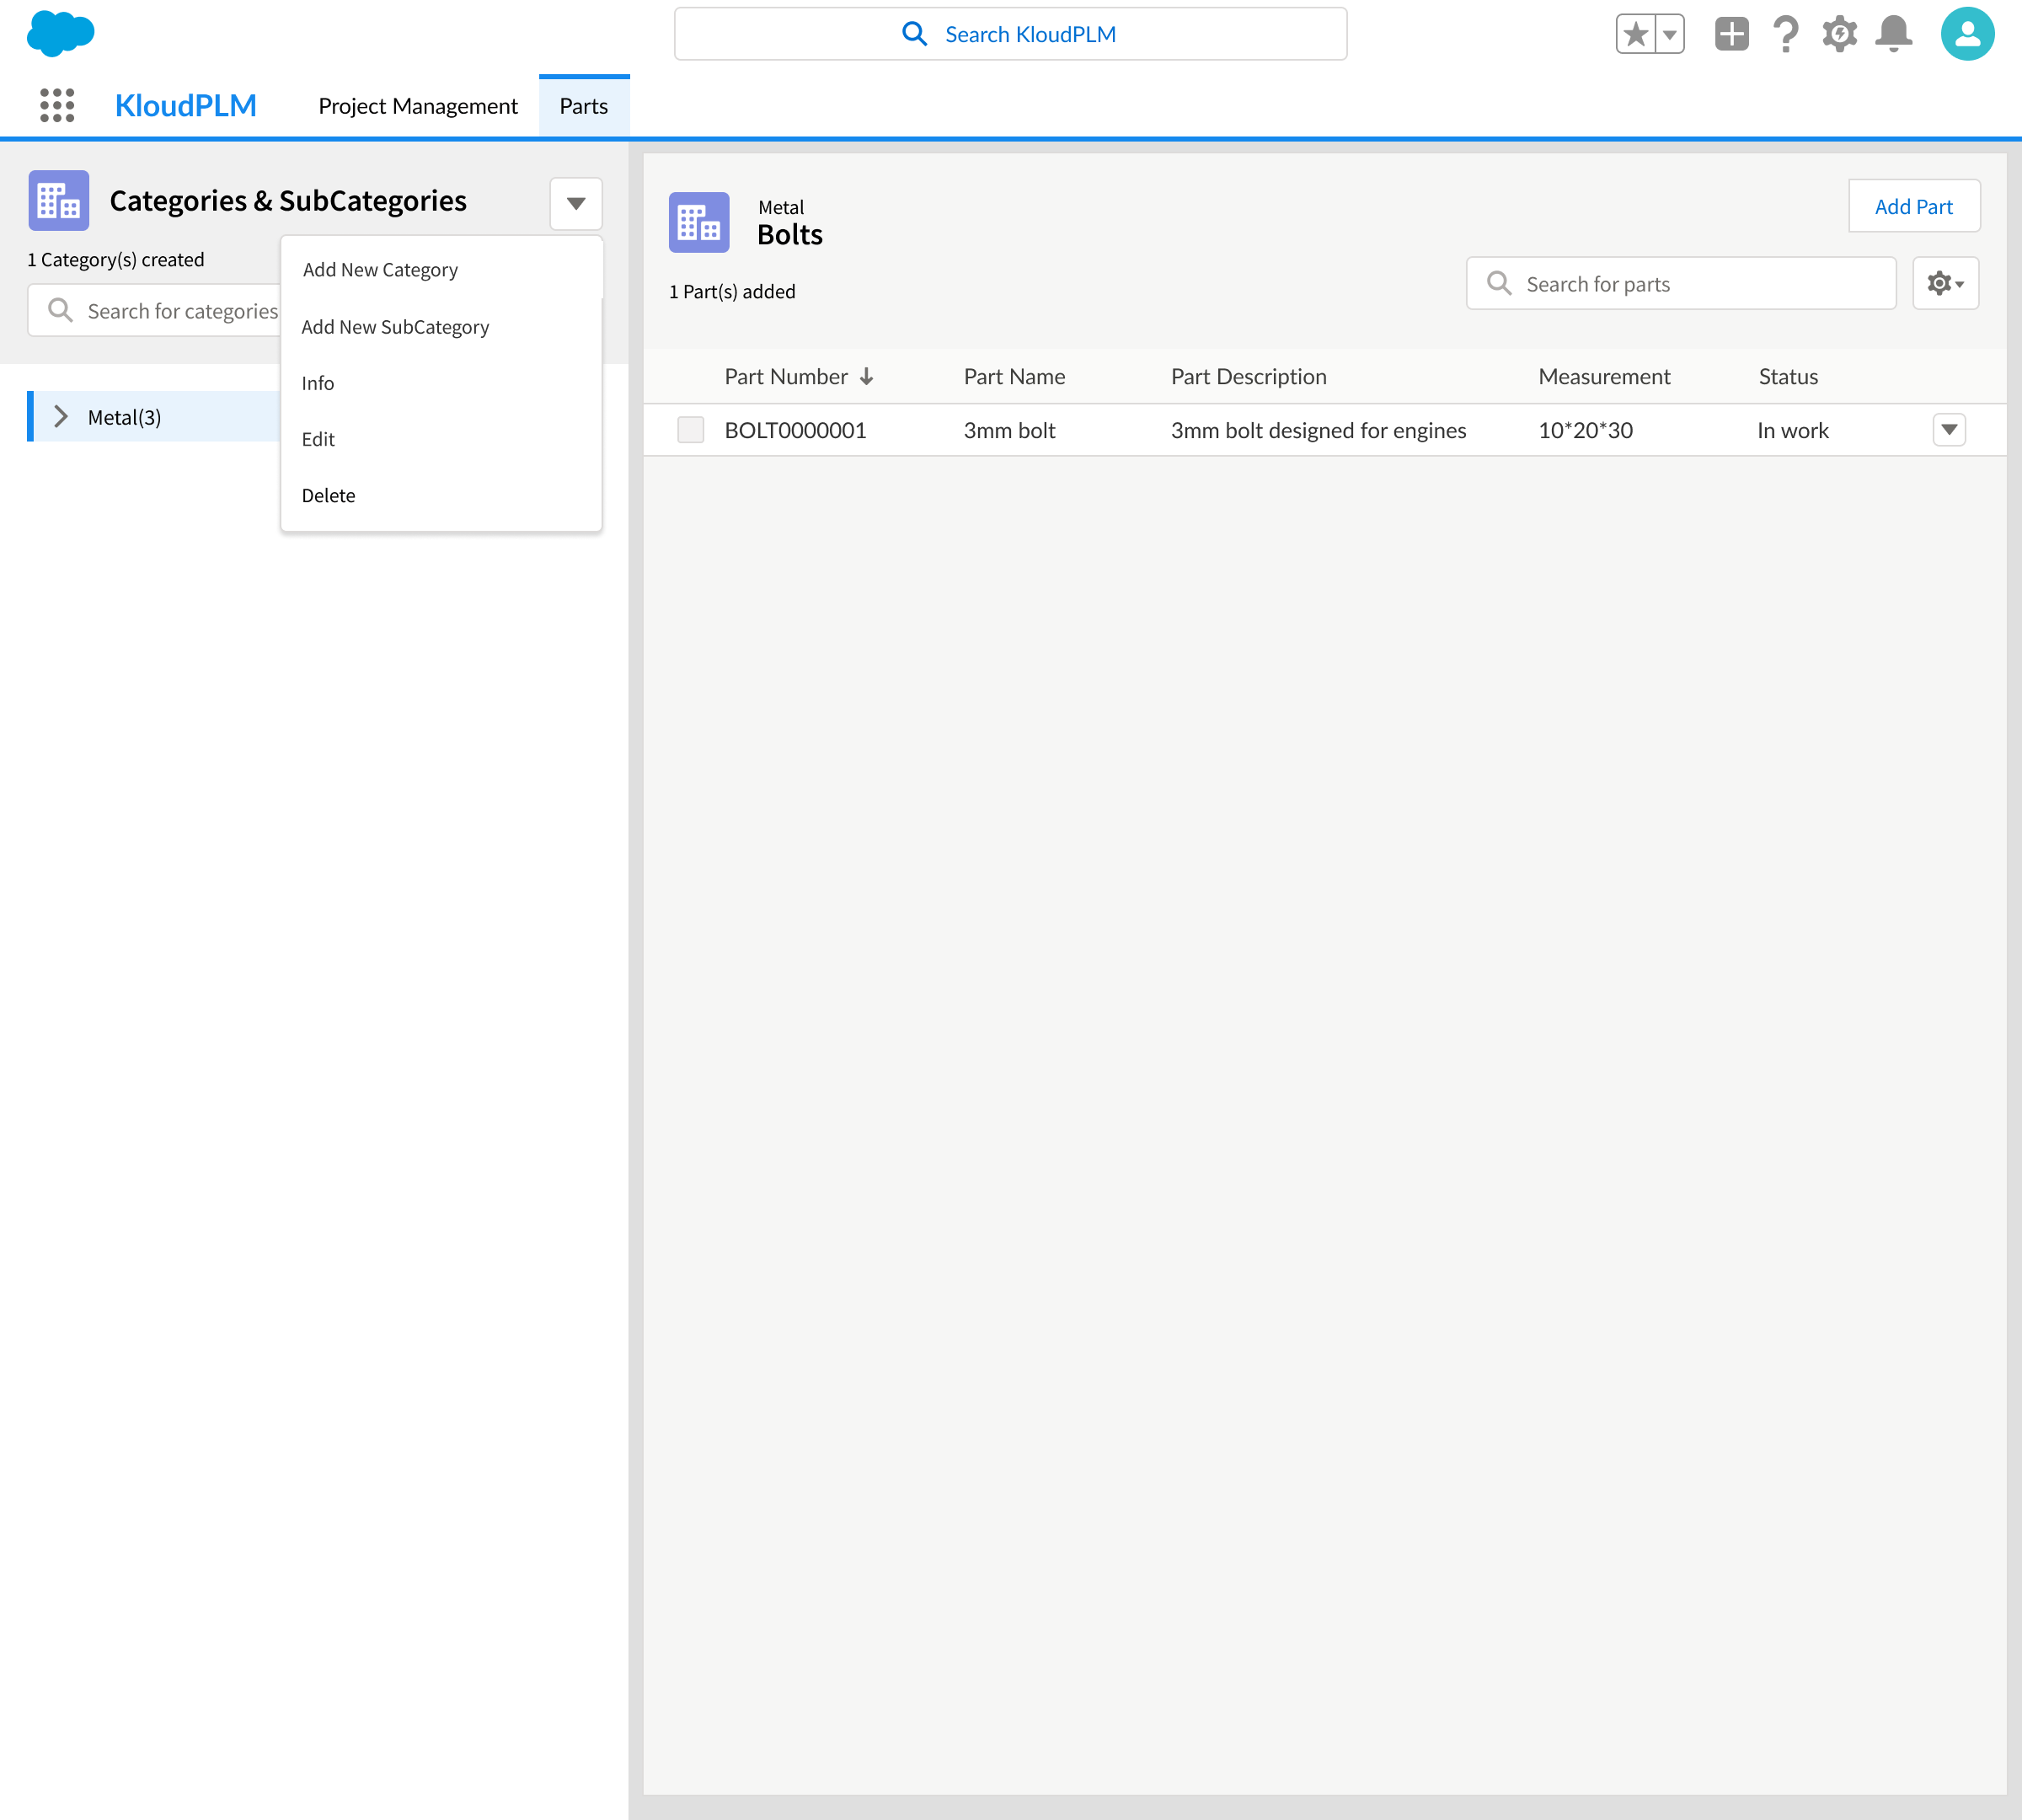 Search KloudPLM
KloudPLM
Project Management
Parts
Categories & SubCategories
1 Category(s) created
Search for categories
Add New Category
Add New SubCategory
Info
Edit
Delete
Metal(3)
Metal
Bolts
Add Part
1 Part(s) added
Search for parts
Part Number Part Name Part Description Measurement Status
BOLT0000001 3mm bolt 3mm bolt designed for engines 10*20*30 In work